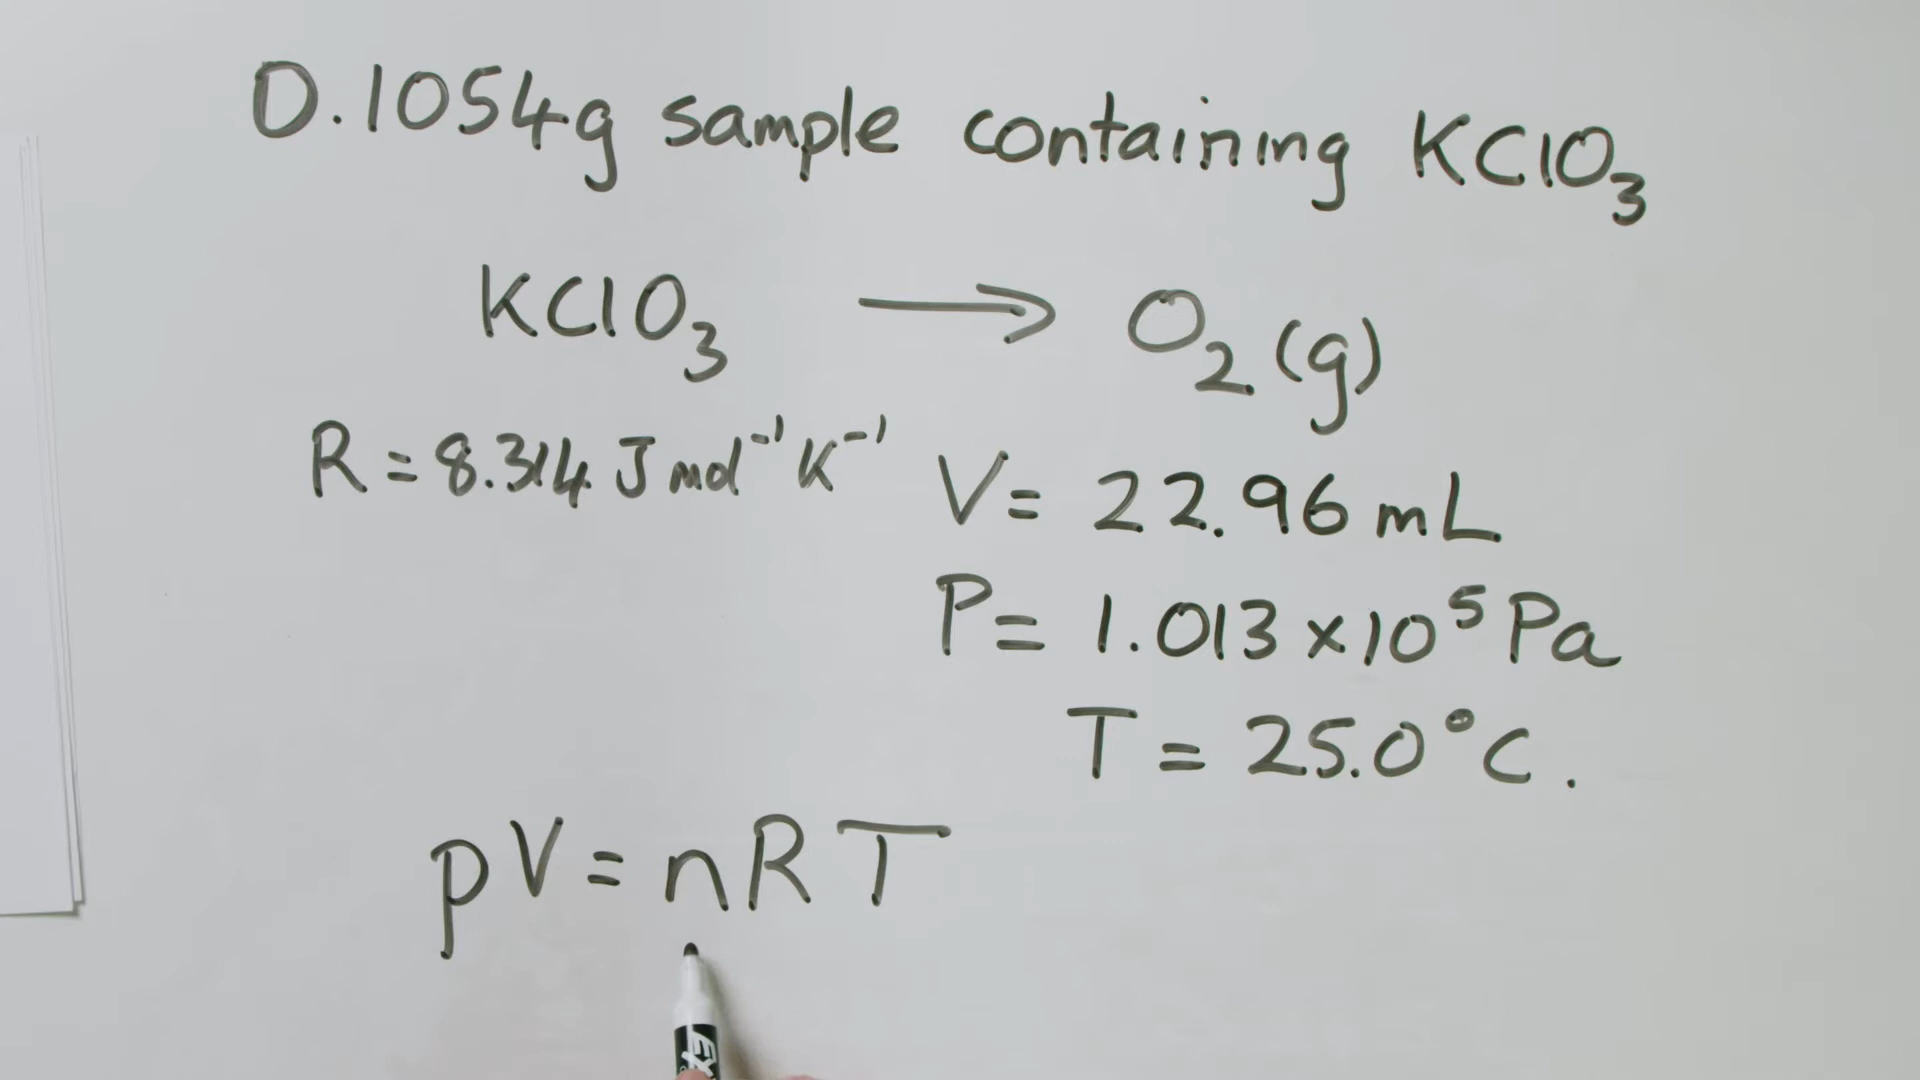 0.1054g sample containing KClO₃
KClO₃ → O₂(g)
R = 8.314 J mol⁻¹ K⁻¹
V = 22.96 mL
P = 1.013 × 10⁵ Pa
T = 25.0°C.
pV = nRT